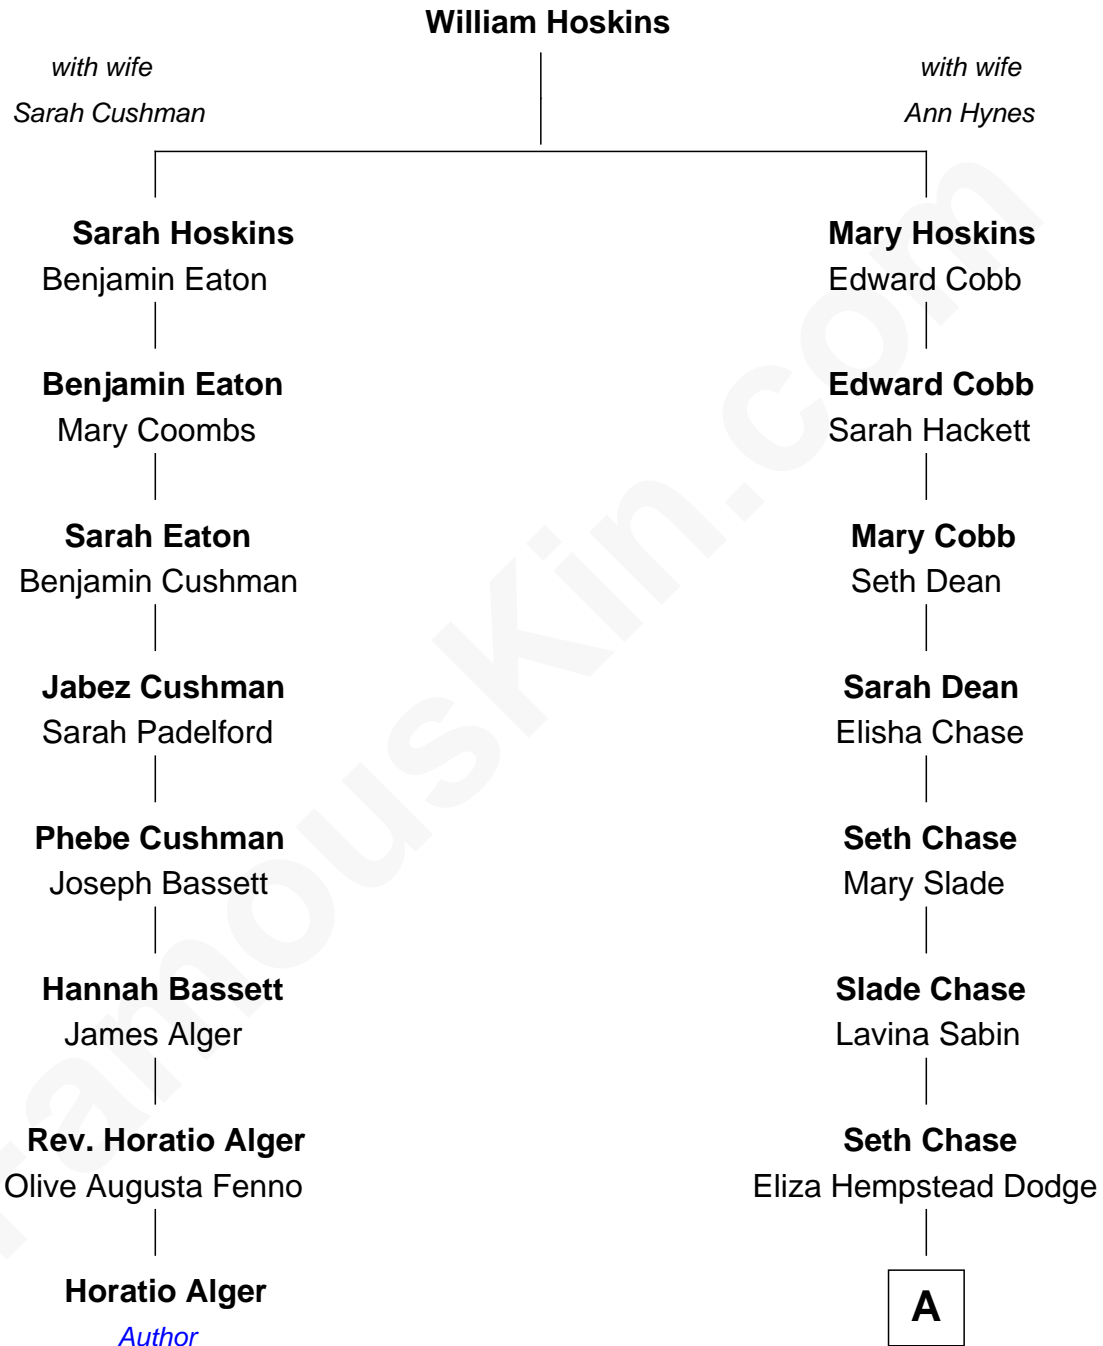 William Hoskins
with wife
Sarah Cushman
with wife
Ann Hynes
Sarah Hoskins
Benjamin Eaton
Mary Hoskins
Edward Cobb
Benjamin Eaton
Mary Coombs
Edward Cobb
Sarah Hackett
Sarah Eaton
Benjamin Cushman
Mary Cobb
Seth Dean
Jabez Cushman
Sarah Padelford
Sarah Dean
Elisha Chase
Phebe Cushman
Joseph Bassett
Seth Chase
Mary Slade
Hannah Bassett
James Alger
Slade Chase
Lavina Sabin
Rev. Horatio Alger
Olive Augusta Fenno
Seth Chase
Eliza Hempstead Dodge
Horatio Alger
Author
A
FamousKin.com